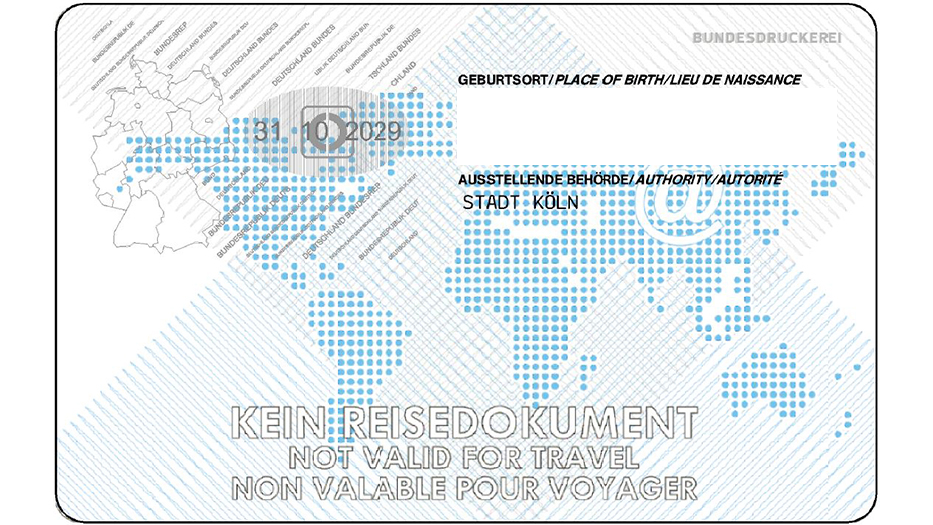 BUNDESDRUCKEREI
GEBURTSORT/PLACE OF BIRTH/LIEU DE NAISSANCE
31 10 2029
AUSSTELLENDE BEHÖRDE/AUTHORITY/AUTORITÉ
STADT KÖLN
@
KEIN REISEDOKUMENT
NOT VALID FOR TRAVEL
NON VALABLE POUR VOYAGER